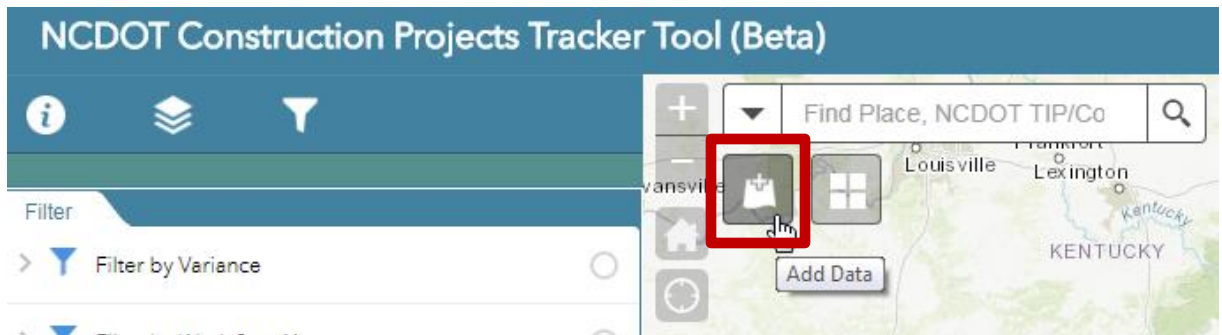 NCDOT Construction Projects Tracker Tool (Beta)
Find Place, NCDOT TIP/Co
Louisville
Lexington
Kentucky
KENTUCKY
Add Data
Filter
Filter by Variance